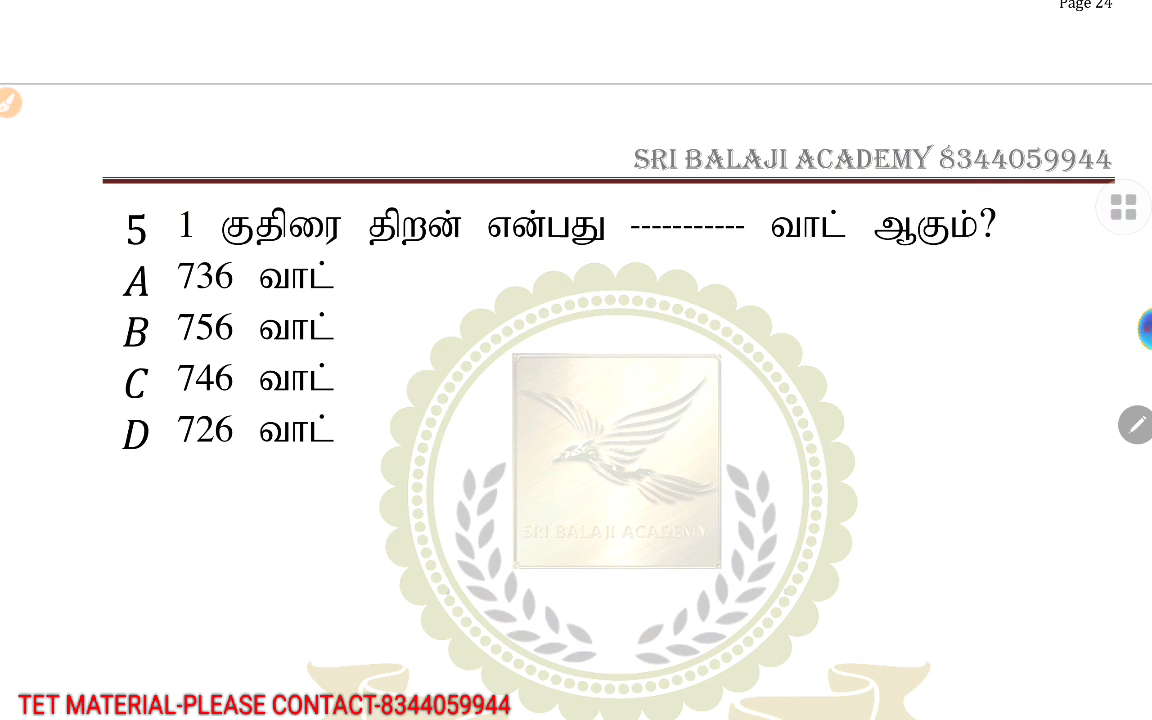 Page 24
SRI BALAJI ACADEMY 8344059944
5 1 குதிரை திறன் என்பது ----------- வாட் ஆகும்?
A 736 வாட்
B 756 வாட்
C 746 வாட்
D 726 வாட்
SRI BALAJI ACADEMY
TET MATERIAL-PLEASE CONTACT-8344059944